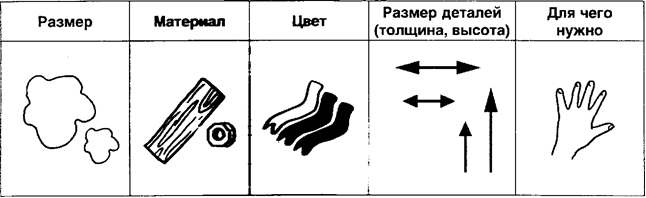 Размер
Материал
Цвет
Размер деталей
(толщина, высота)
Для чего
нужно